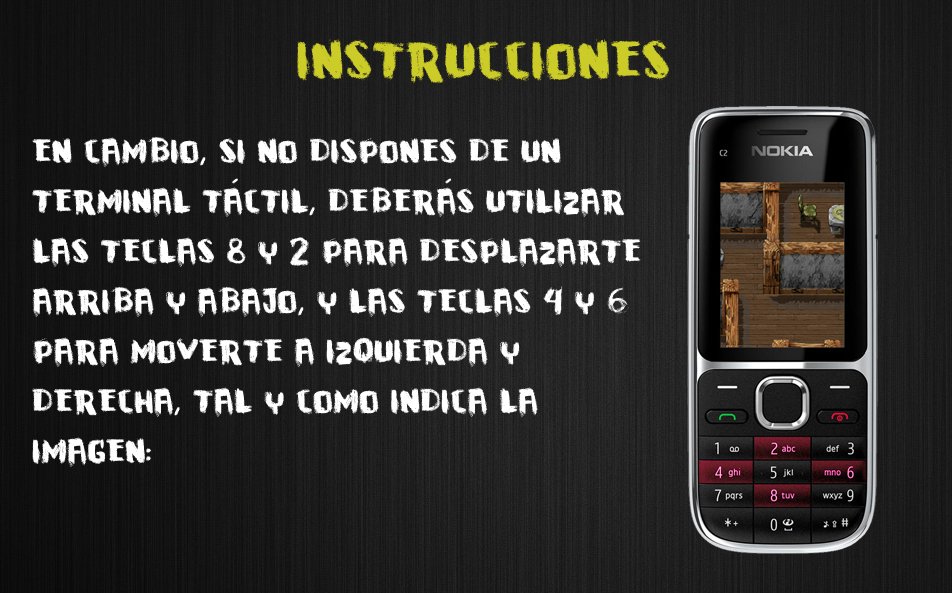 INSTRUCCIONES
EN CAMBIO, SI NO DISPONES DE UN
TERMINAL TÁCTIL, DEBERÁS UTILIZAR
LAS TECLAS 8 Y 2 PARA DESPLAZARTE
ARRIBA Y ABAJO, Y LAS TECLAS 4 Y 6
PARA MOVERTE A IZQUIERDA Y
DERECHA, TAL Y COMO INDICA LA
IMAGEN:
C2 NOKIA
1 2 abc def 3
4 ghi 5 jkl mno 6
7 pqrs 8 tuv wxyz 9
*+ 0 #